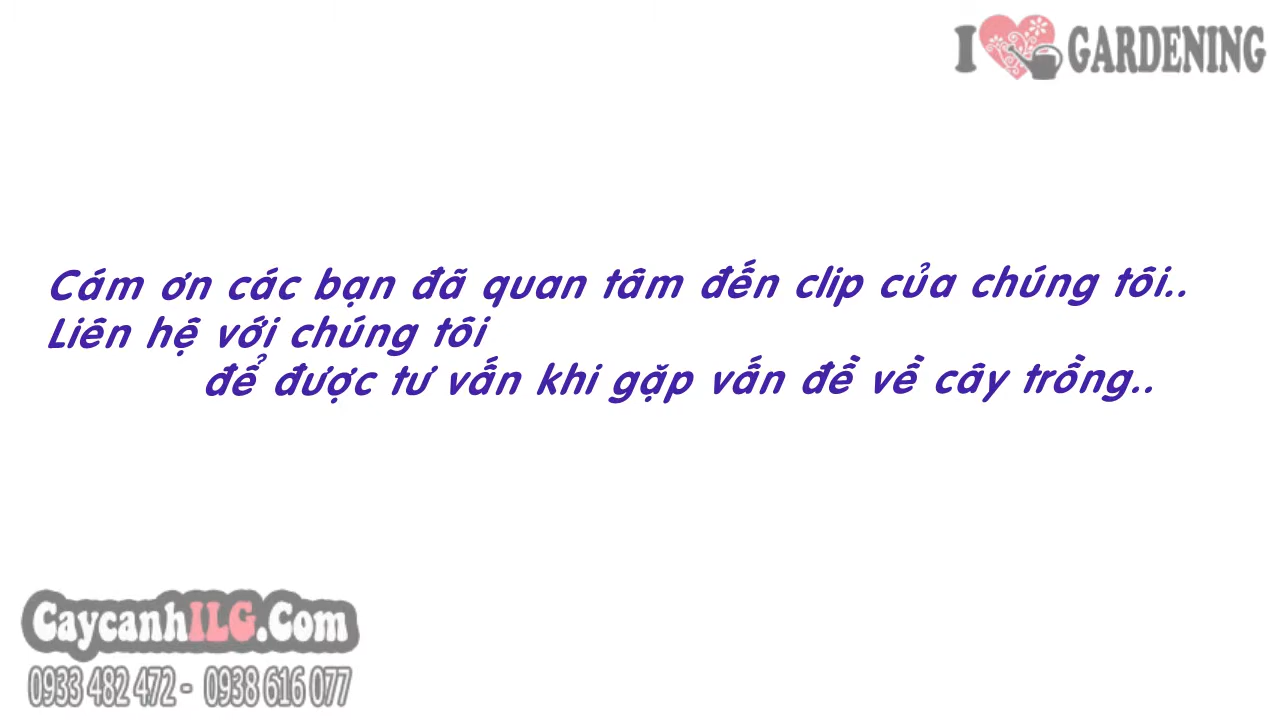 I GARDENING
Cám ơn các bạn đã quan tâm đến clip của chúng tôi..
Liên hệ với chúng tôi
để được tư vấn khi gặp vấn đề về cây trồng..
CaycanhILG.Com
0933 482 472 - 0938 616 077